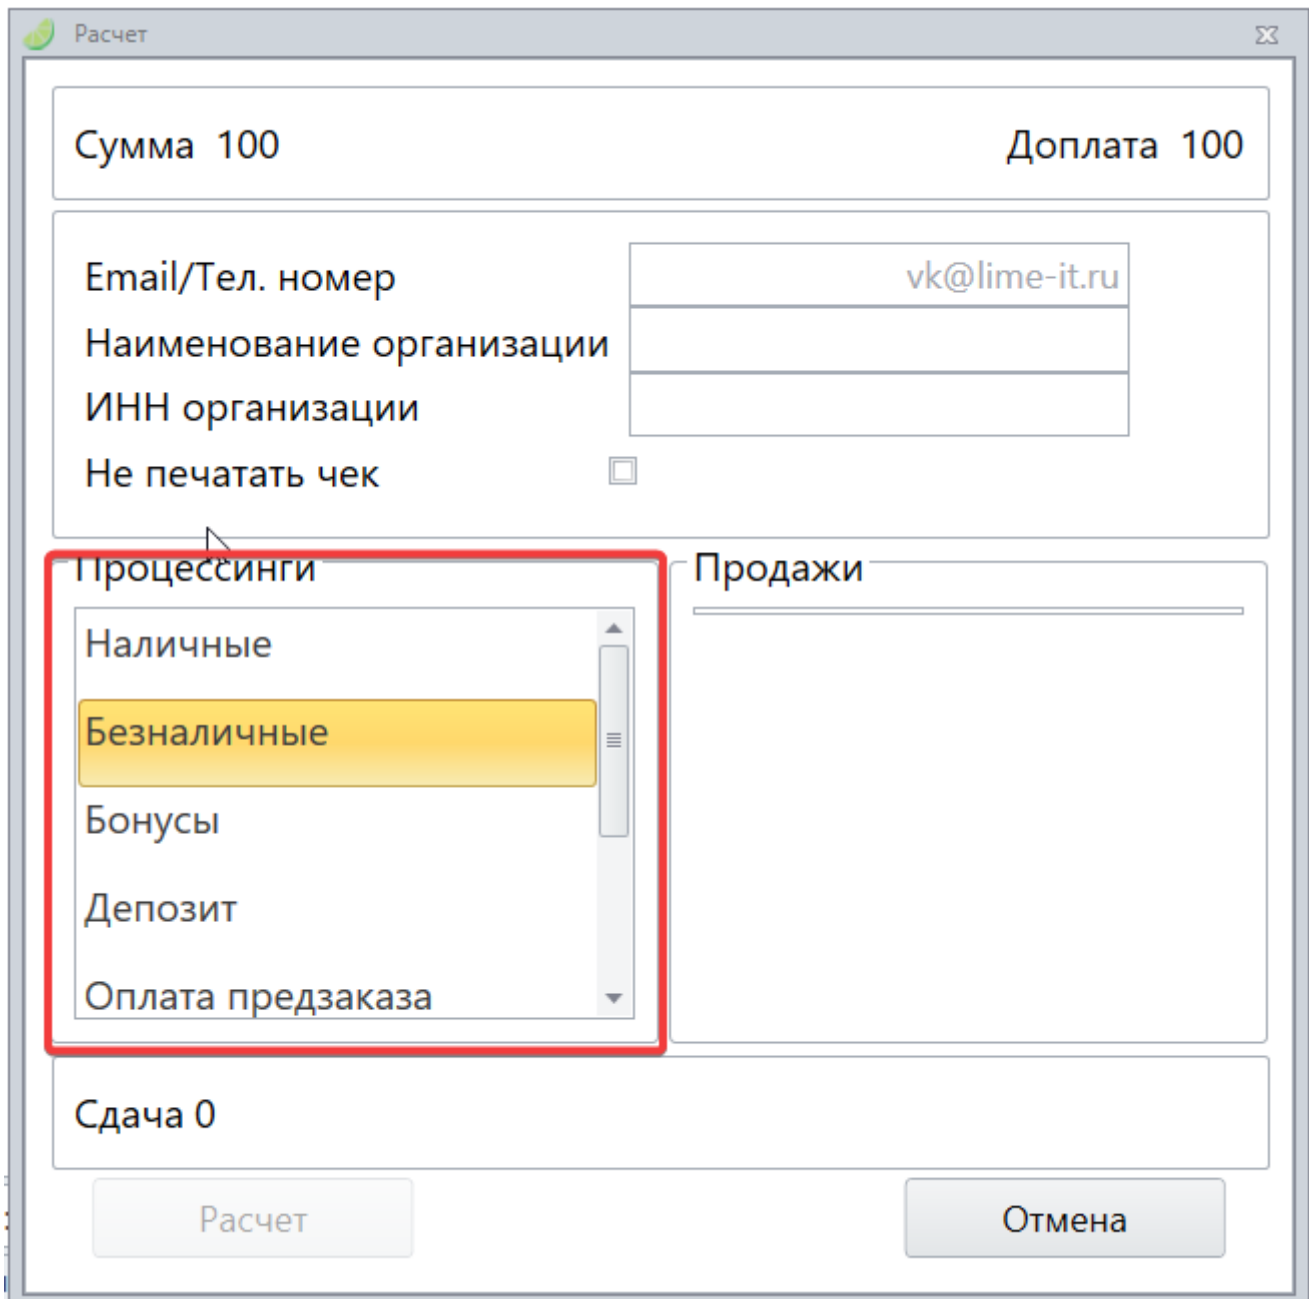 Расчет
Сумма 100
Доплата 100
Email/Тел. номер
vk@lime-it.ru
Наименование организации
ИНН организации
Не печатать чек
Процессинги
Наличные
Безналичные
Бонусы
Депозит
Оплата предзаказа
Продажи
Сдача 0
Расчет
Отмена